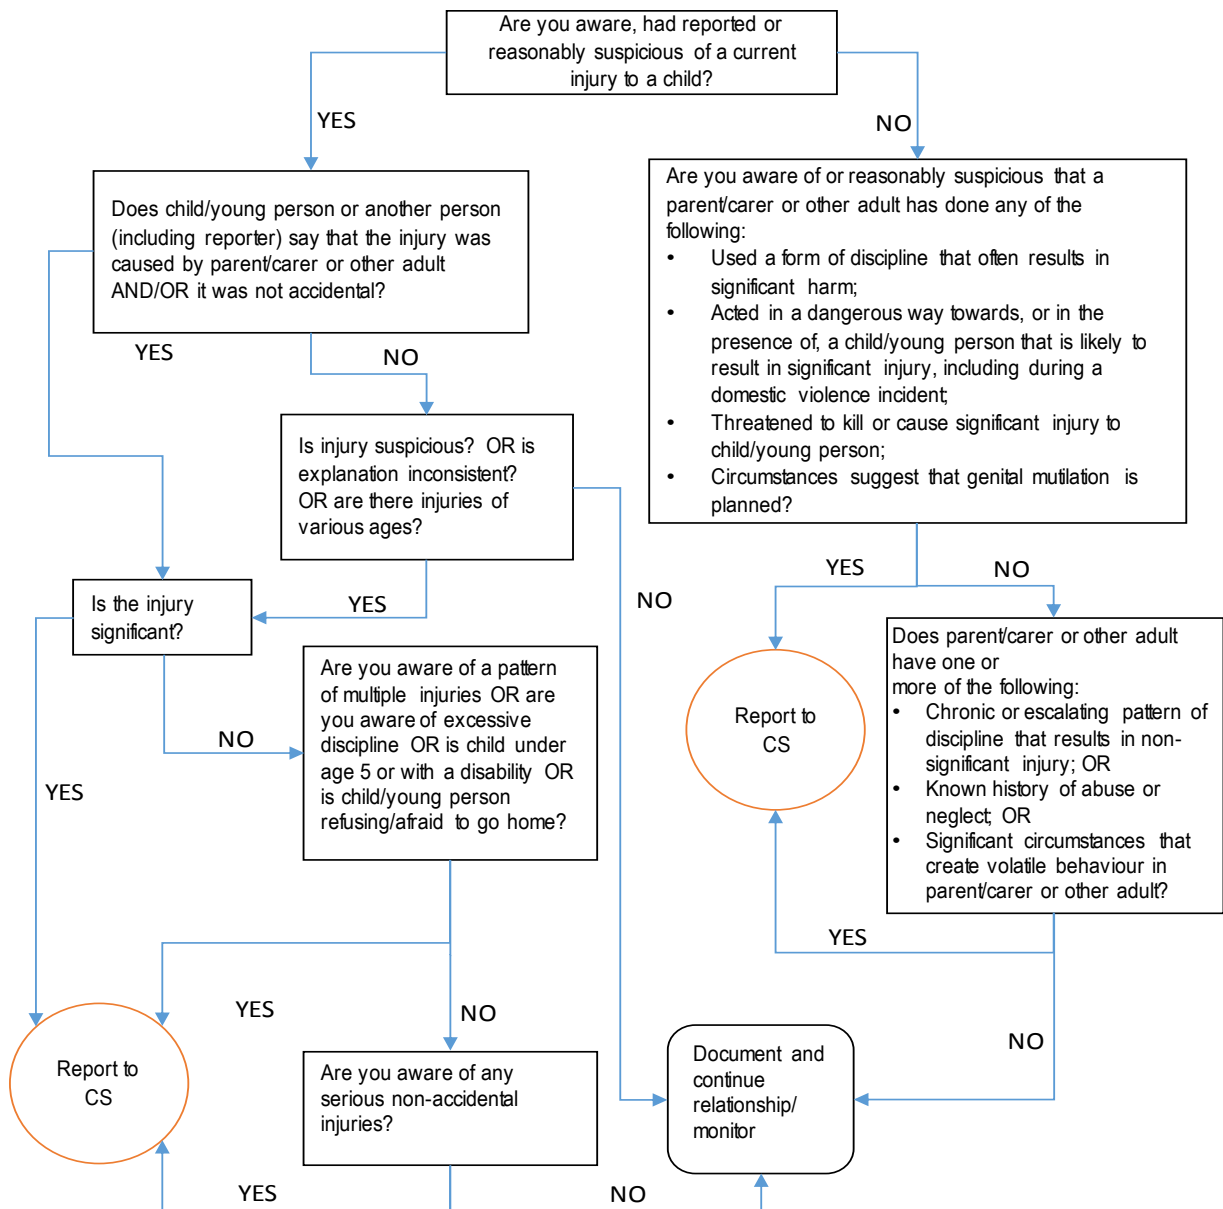 Are you aware, had reported or
reasonably suspicious of a current
injury to a child?
YES
NO
Does child/young person or another person
(including reporter) say that the injury was
caused by parent/carer or other adult
AND/OR it was not accidental?
Are you aware of or reasonably suspicious that a
parent/carer or other adult has done any of the
following:
• Used a form of discipline that often results in
significant harm;
• Acted in a dangerous way towards, or in the
presence of, a child/young person that is likely to
result in significant injury, including during a
domestic violence incident;
• Threatened to kill or cause significant injury to
child/young person;
• Circumstances suggest that genital mutilation is
planned?
YES
NO
Is injury suspicious? OR is
explanation inconsistent?
OR are there injuries of
various ages?
YES
NO
YES
NO
Is the injury
significant?
Does parent/carer or other adult
have one or
more of the following:
• Chronic or escalating pattern of
discipline that results in non-
significant injury; OR
• Known history of abuse or
neglect; OR
• Significant circumstances that
create volatile behaviour in
parent/carer or other adult?
Are you aware of a pattern
of multiple injuries OR are
you aware of excessive
discipline OR is child under
age 5 or with a disability OR
is child/young person
refusing/afraid to go home?
Report to
CS
NO
YES
YES
YES
NO
NO
Report to
CS
Are you aware of any
serious non-accidental
injuries?
Document and
continue
relationship/
monitor
YES
NO